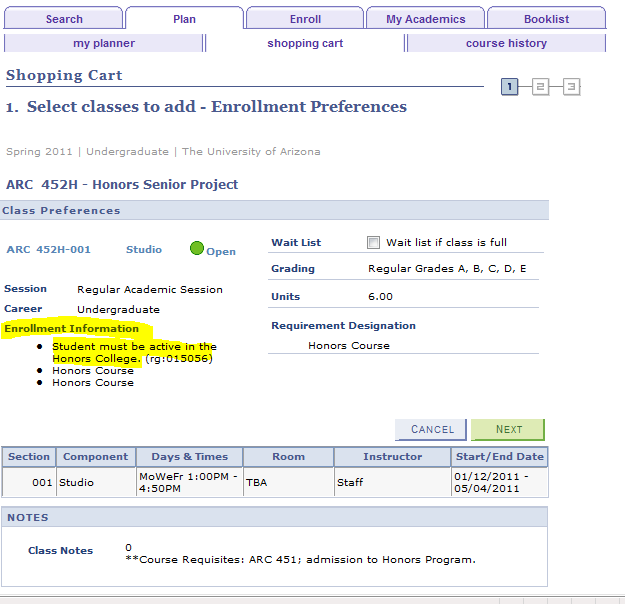 Search Plan Enroll My Academics Booklist
my planner shopping cart course history
Shopping Cart
1 2 3
1. Select classes to add - Enrollment Preferences
Spring 2011 | Undergraduate | The University of Arizona
ARC 452H - Honors Senior Project
Class Preferences
ARC 452H-001 Studio Open
Session Regular Academic Session
Career Undergraduate
Enrollment Information
Student must be active in the
Honors College. (rg:015056)
Honors Course
Honors Course
Wait List Wait list if class is full
Grading Regular Grades A, B, C, D, E
Units 6.00
Requirement Designation
Honors Course
CANCEL NEXT
Section Component Days & Times Room Instructor Start/End Date
001 Studio MoWeFr 1:00PM - TBA Staff 01/12/2011 -
4:50PM 05/04/2011
NOTES
Class Notes 0
**Course Requisites: ARC 451; admission to Honors Program.